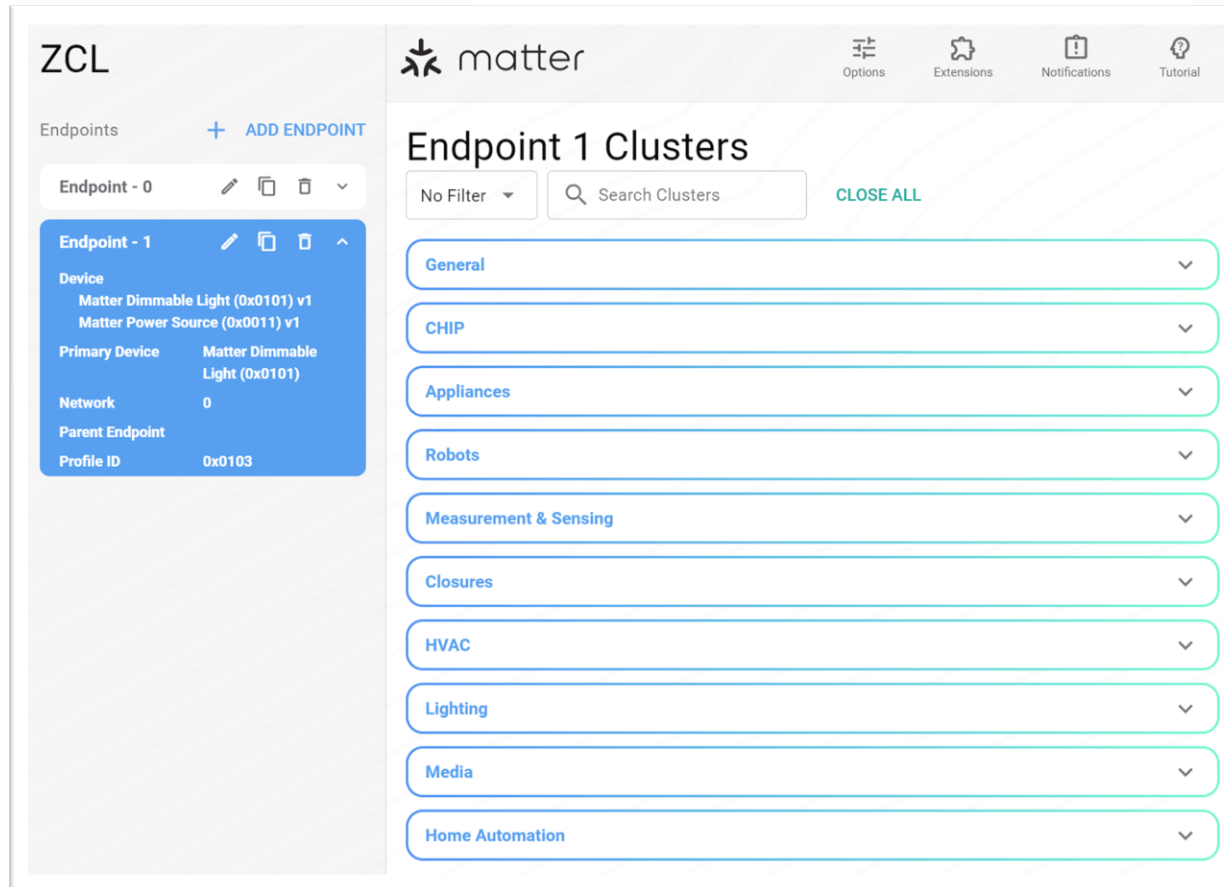 ZCL
Endpoints
ADD ENDPOINT
Endpoint - 0
Endpoint - 1
Device
Matter Dimmable Light (0x0101) v1
Matter Power Source (0x0011) v1
Primary Device
Matter Dimmable
Light (0x0101)
Network 0
Parent Endpoint
Profile ID 0x0103
matter
Options
Extensions
Notifications
Tutorial
Endpoint 1 Clusters
No Filter
Search Clusters
CLOSE ALL
General
CHIP
Appliances
Robots
Measurement & Sensing
Closures
HVAC
Lighting
Media
Home Automation